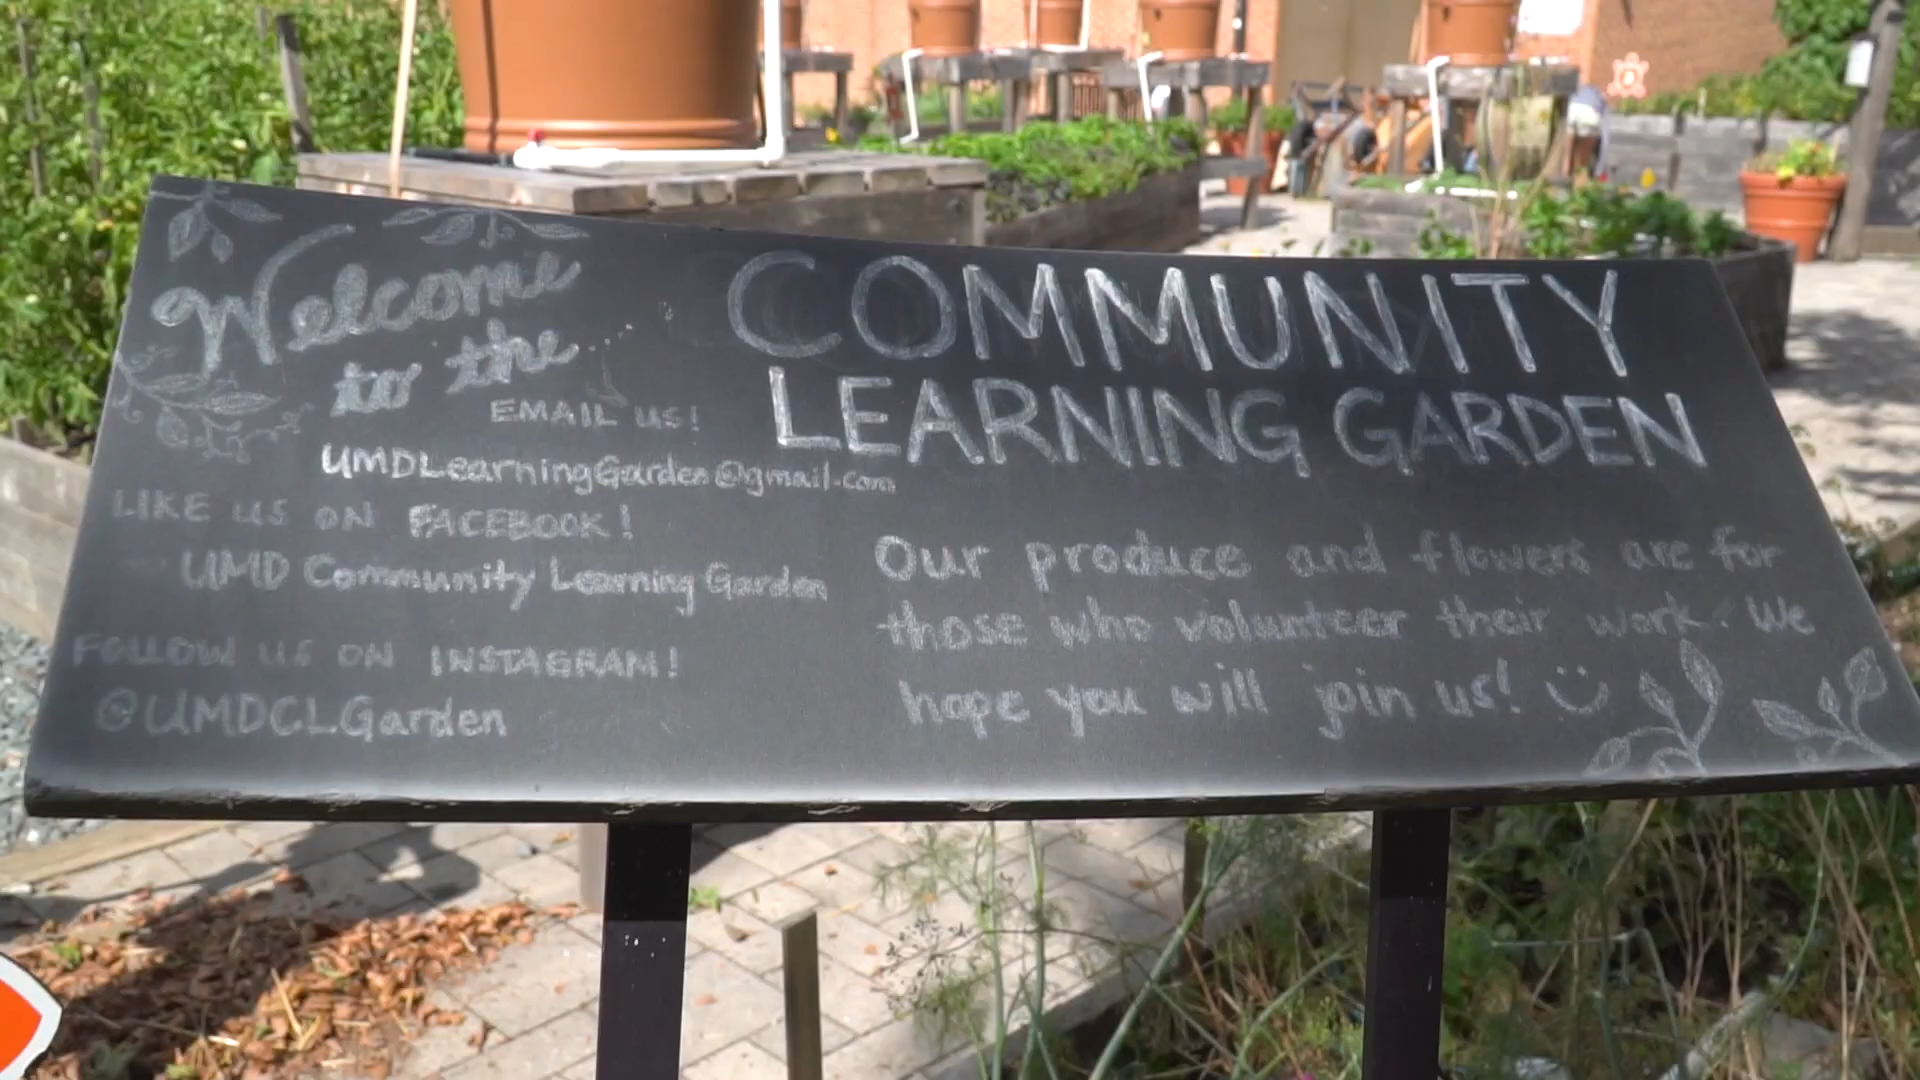 Welcome
to the...
COMMUNITY
LEARNING GARDEN
EMAIL US!
UMDLearningGarden@gmail.com
LIKE US ON FACEBOOK!
UMD Community Learning Garden
FOLLOW US ON INSTAGRAM!
@UMDCLGarden
Our produce and flowers are for
those who volunteer their work. We
hope you will join us! :)